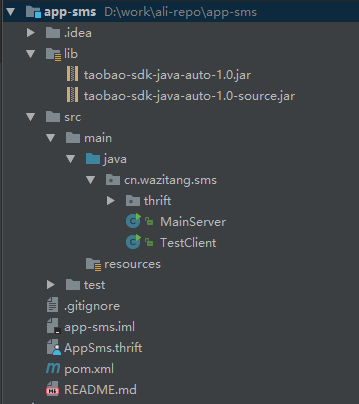 app-sms D:\work\ali-repo\app-sms
.idea
lib
taobao-sdk-java-auto-1.0.jar
taobao-sdk-java-auto-1.0-source.jar
src
main
java
cn.wazitang.sms
thrift
MainServer
TestClient
resources
test
.gitignore
app-sms.iml
AppSms.thrift
pom.xml
README.md